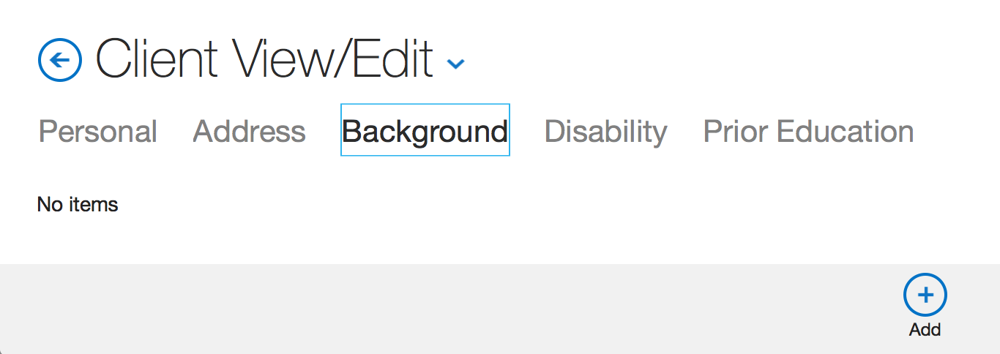 Client View/Edit
Personal Address Background Disability Prior Education
No items
Add